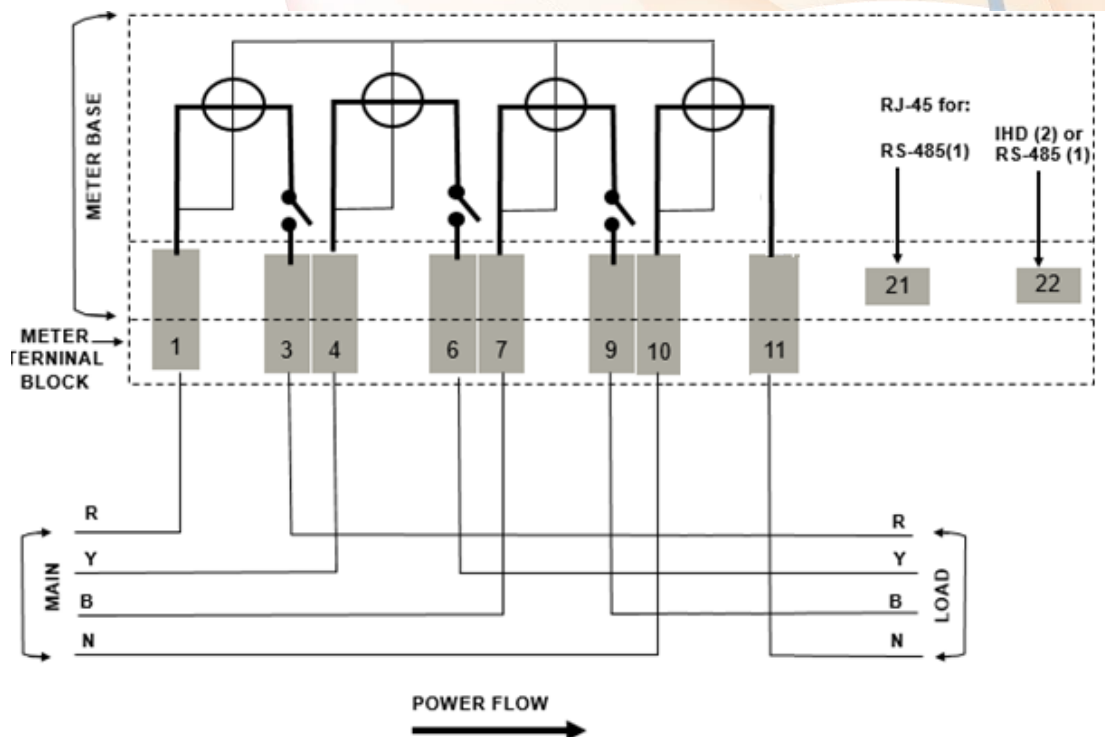 METER BASE
RJ-45 for:
RS-485(1)
IHD (2) or
RS-485 (1)
21
22
METER
TERNINAL
BLOCK
1
3
4
6
7
9
10
11
MAIN
R
Y
B
N
R
Y
B
N
LOAD
POWER FLOW